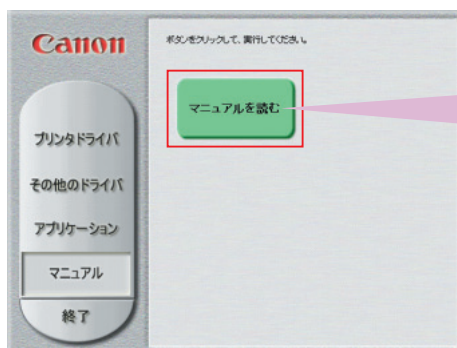 Canon
ボタンをクリックして、実行してください。
マニュアルを読む
プリンタドライバ
その他のドライバ
アプリケーション
マニュアル
終了